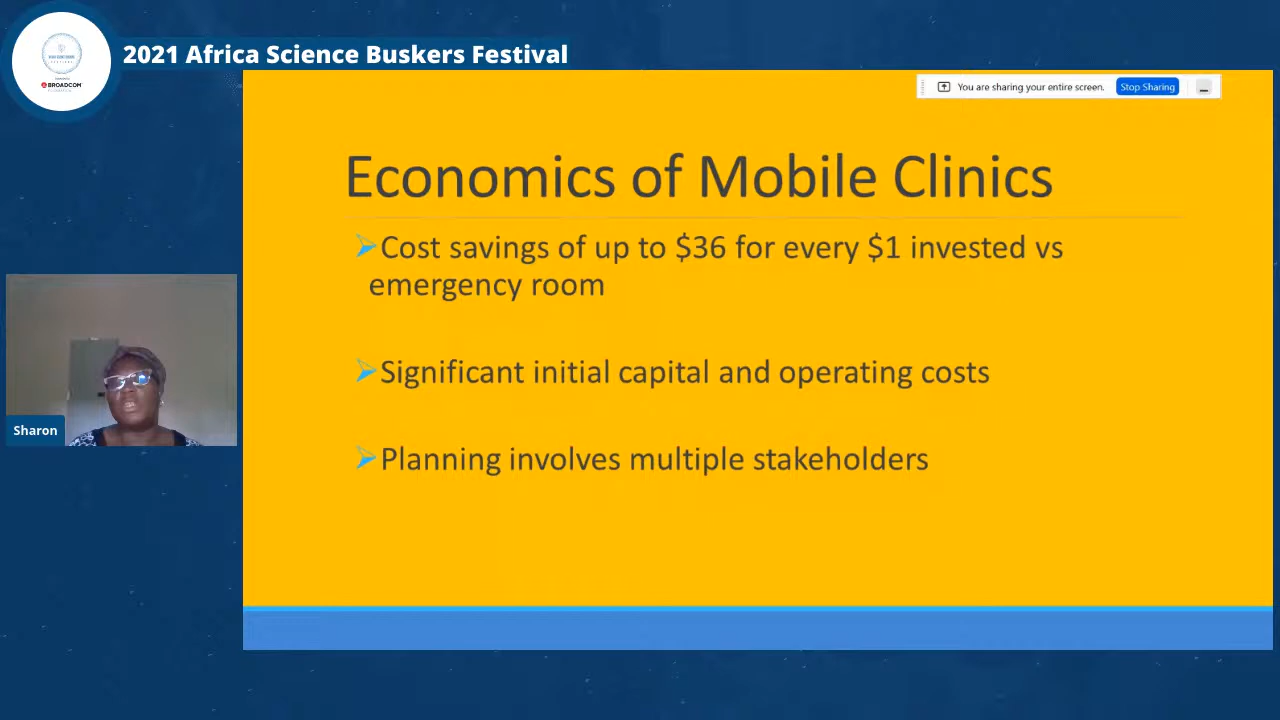 2021 Africa Science Buskers Festival
BROADCOM
You are sharing your entire screen.
Stop Sharing
Economics of Mobile Clinics
➢Cost savings of up to $36 for every $1 invested vs
emergency room
➢Significant initial capital and operating costs
➢Planning involves multiple stakeholders
Sharon